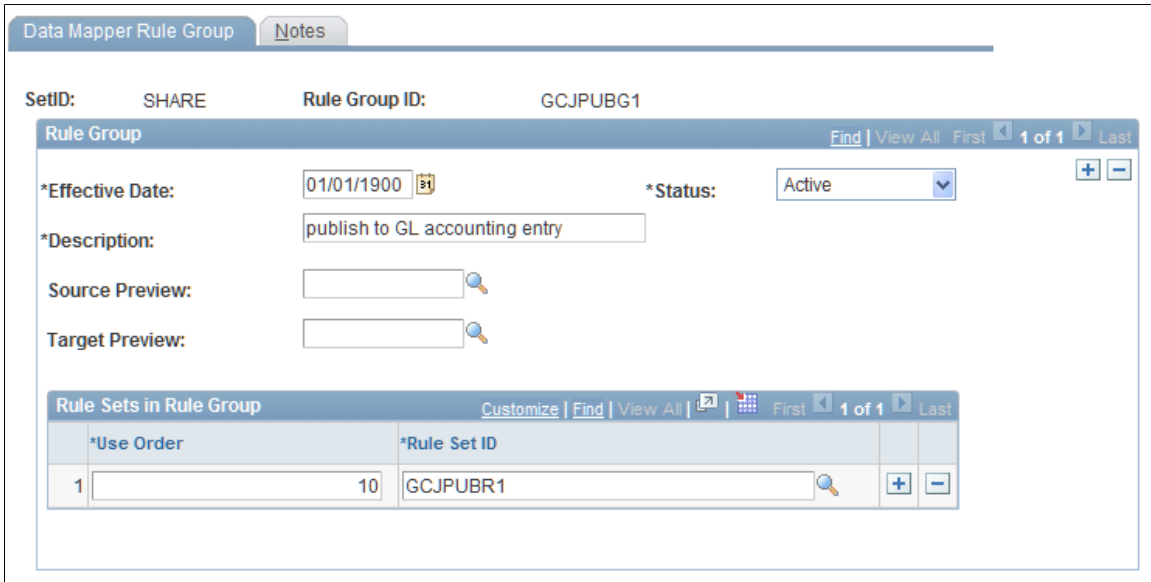 Data Mapper Rule Group Notes
SetID: SHARE Rule Group ID: GCJPUBG1
Rule Group Find | View All First 1 of 1 Last
*Effective Date: 01/01/1900 31 *Status: Active
*Description: publish to GL accounting entry
Source Preview:
Target Preview:
Rule Sets in Rule Group Customize | Find | View All | | First 1 of 1 Last
*Use Order *Rule Set ID
1 10 GCJPUBR1